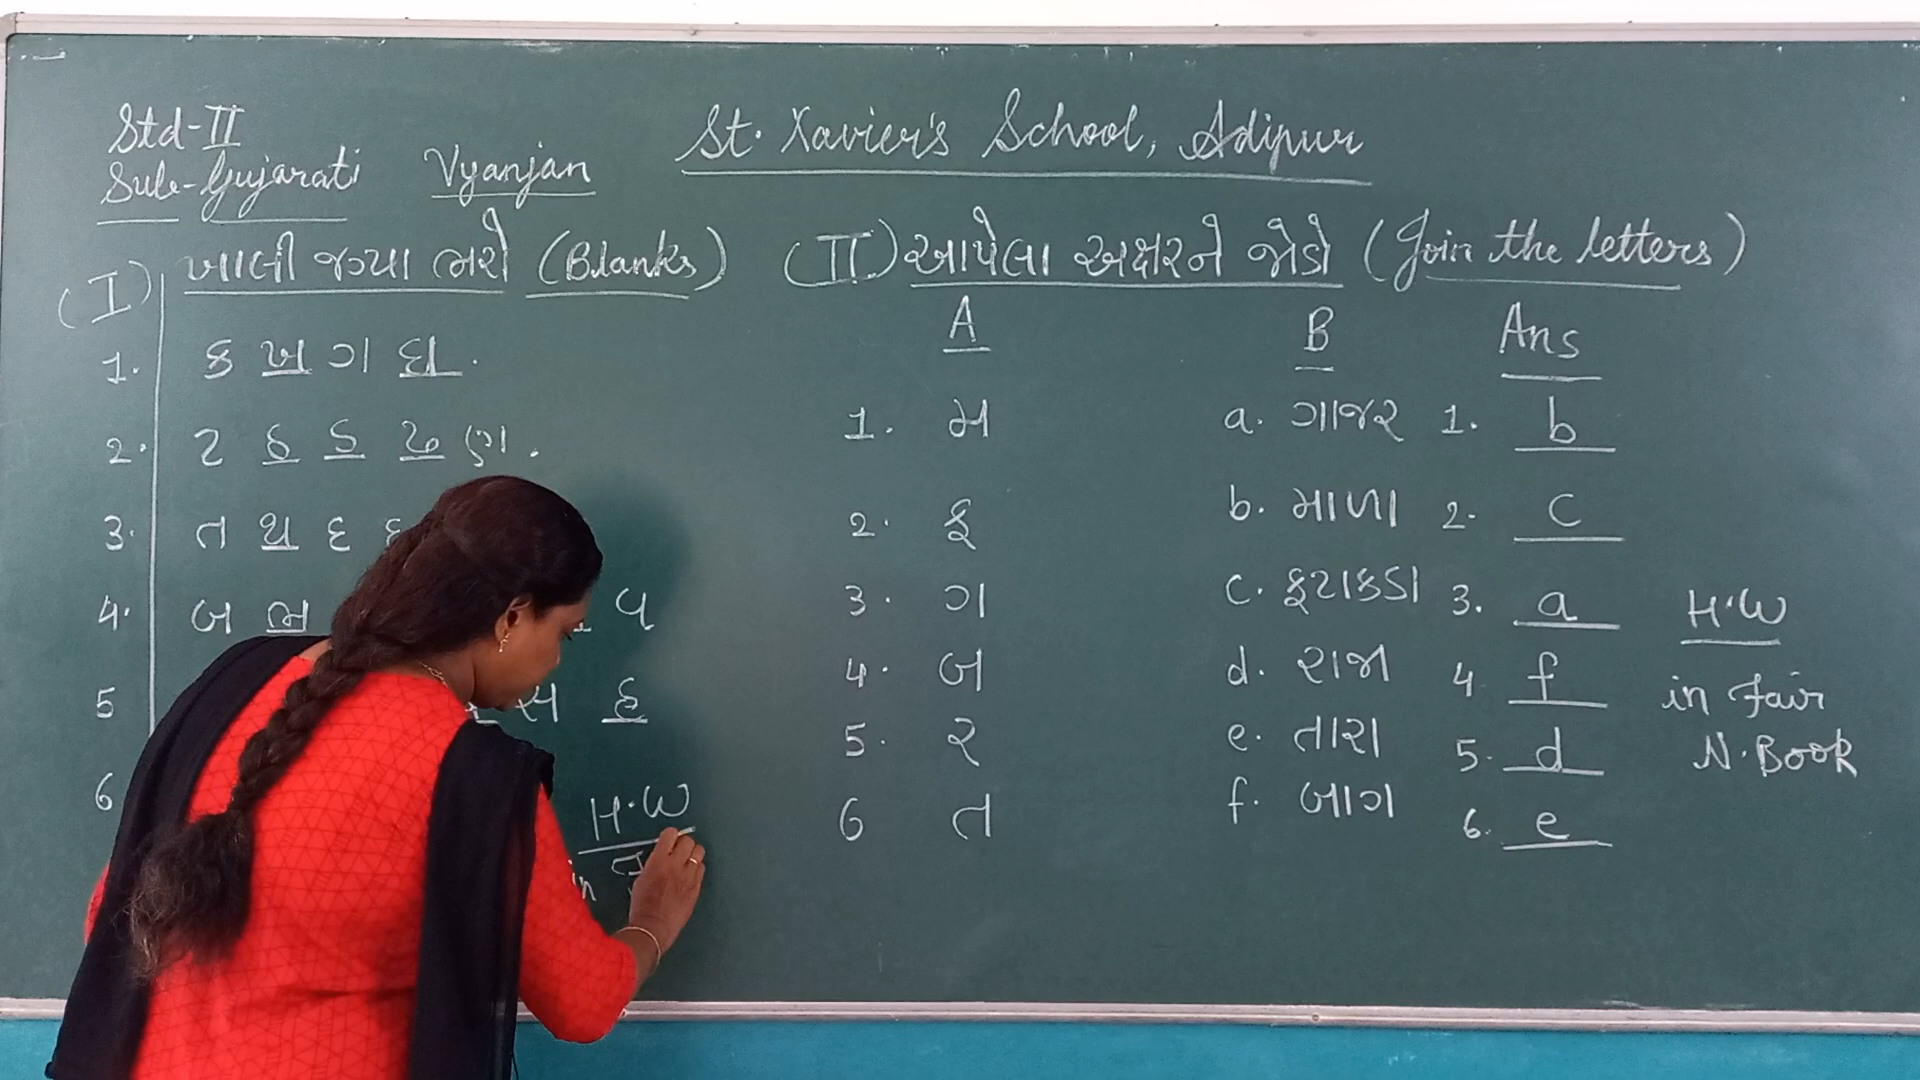 Std-II
Sub-Gujarati
Vyanjan
St. Xavier's School, Adipur
(I) ખાલી જગ્યા ભરો (Blanks)
1. ક ખ ગ ઘ.
2. ટ ઠ ડ ઢ ણ.
3. ત થ દ
4. બ ભ વ
5 સ હ
6
H.W
in
(II) આપેલા અક્ષરને જોડો (Join the letters)
A B Ans
1. મ a. ગાજર 1. b
2. ફ b. માળા 2. c
3. ગ c. ફટાકડા 3. a
4. બ d. રાજા 4 f
5. ર e. તારા 5. d
6 ત f. બાગ 6. e
H.W
in Fair
N.Book